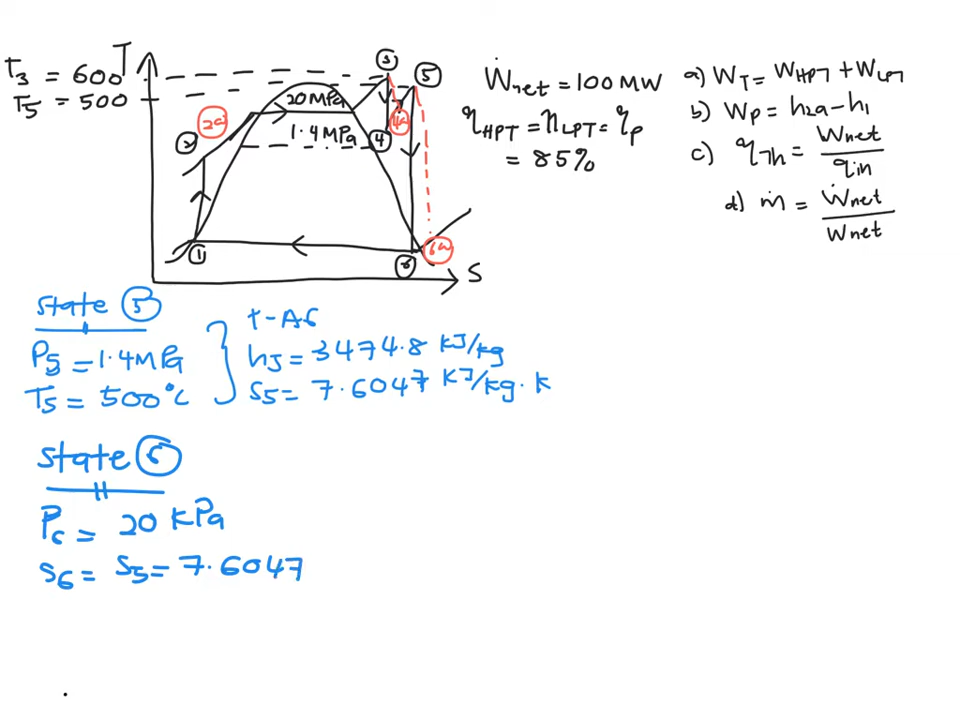 T
T3 = 600
T5 = 500
S
1
2
2a
3
4
4a
5
6
6a
20 MPa
1.4 MPa
Ẇnet = 100 MW
ηHPT = ηLPT = ηp
= 85%
a) WT = WHPT + WLPT
b) Wp = h2a - h1
c) ηth = Wnet / qin
d) ṁ = Ẇnet / Wnet
State 5
P5 = 1.4 MPa
T5 = 500°C
T-A6
h5 = 3474.8 kJ/kg
s5 = 7.6047 kJ/kg·K
State 6
P6 = 20 kPa
s6 = s5 = 7.6047